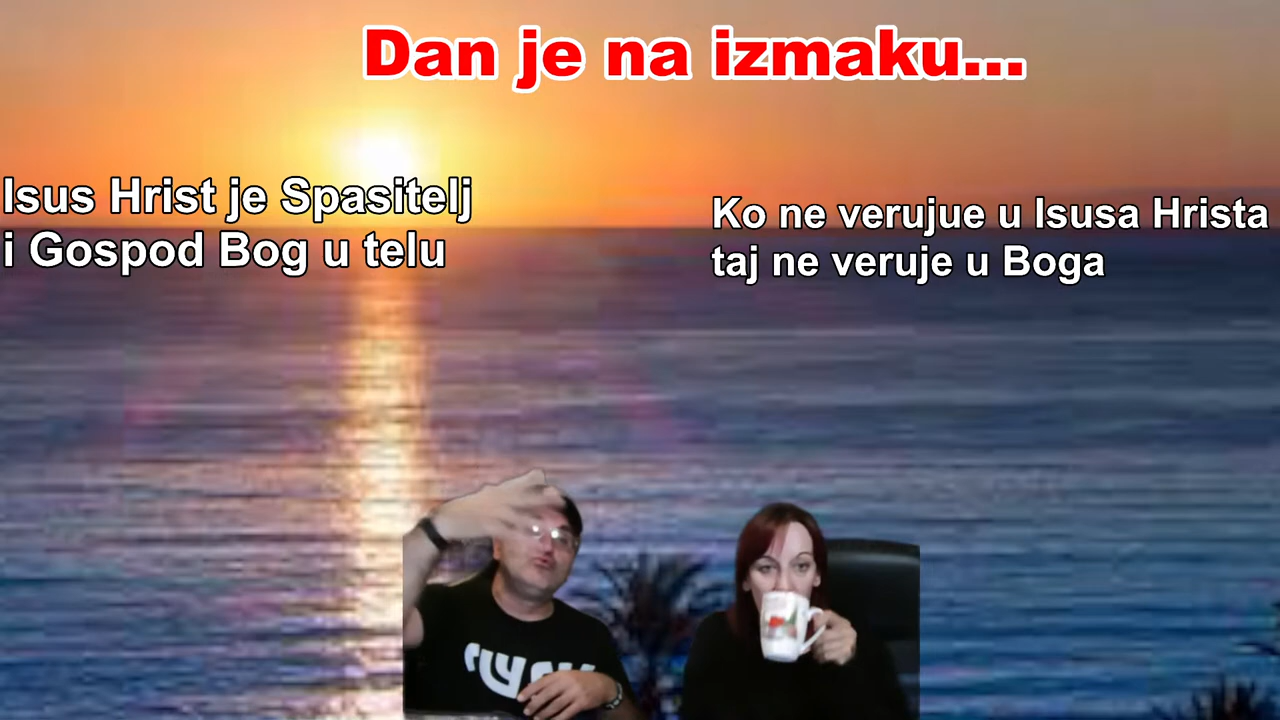 Dan je na izmaku...
Isus Hrist je Spasitelj
i Gospod Bog u telu
Ko ne verujue u Isusa Hrista
taj ne veruje u Boga